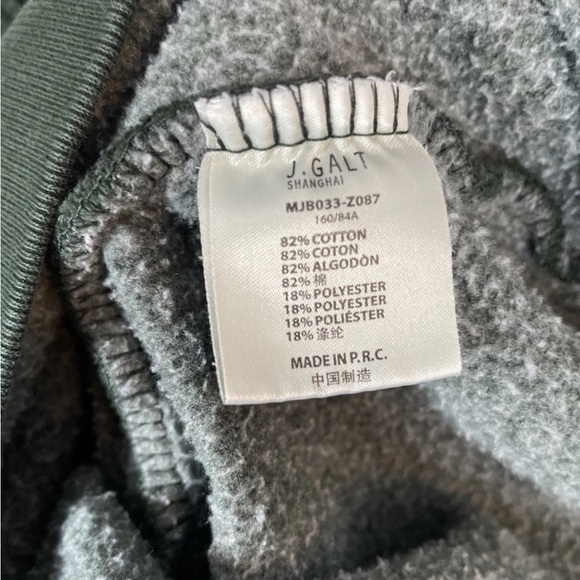 J.GALT
SHANGHAI
MJB033-Z087
160/84A
82% COTTON
82% COTON
82% ALGODÒN
82% 棉
18% POLYESTER
18% POLYESTER
18% POLIÉSTER
18% 涤纶
MADE IN P.R.C.
中国制造